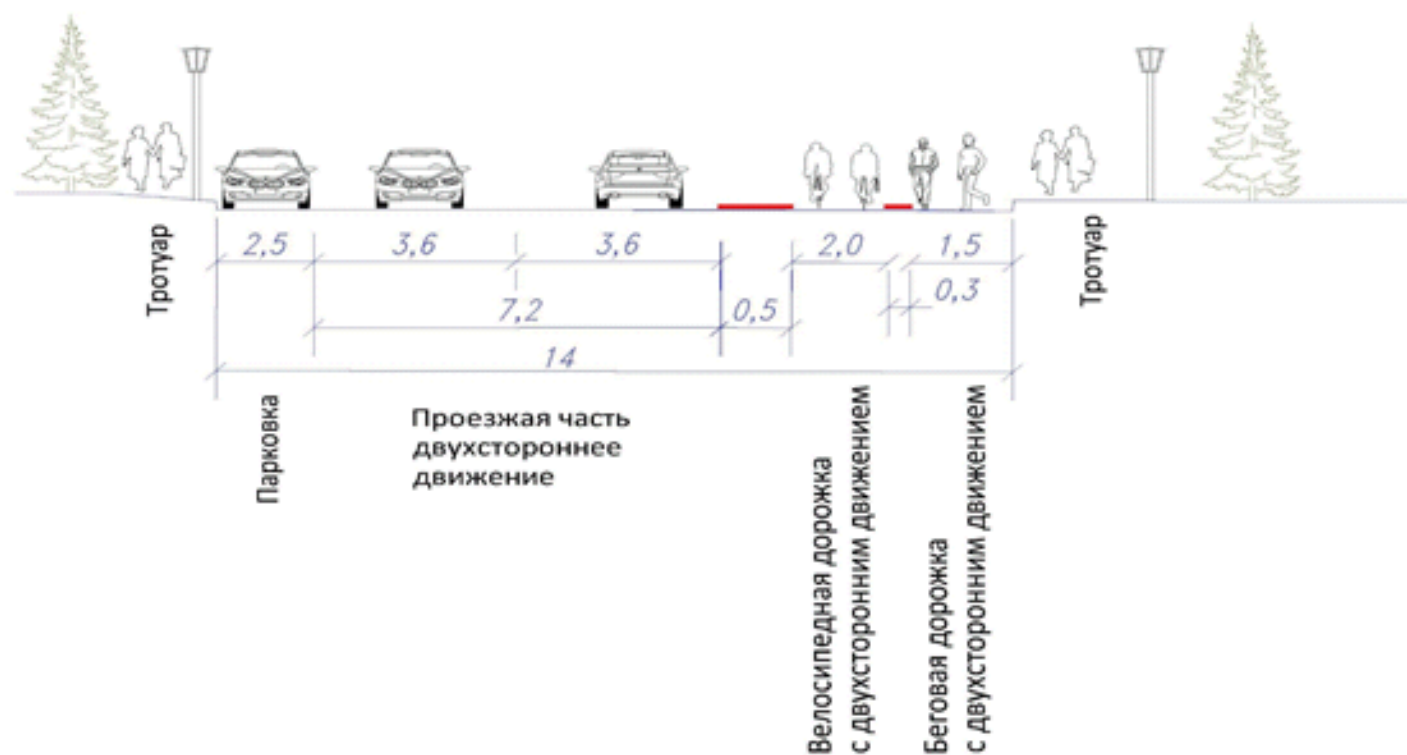 2,5
3,6
3,6
2,0
1,5
0,3
7,2
0,5
14
Тротуар
Тротуар
Парковка
Проезжая часть
двухстороннее
движение
Велосипедная дорожка
с двухсторонним движением
Беговая дорожка
с двухсторонним движением